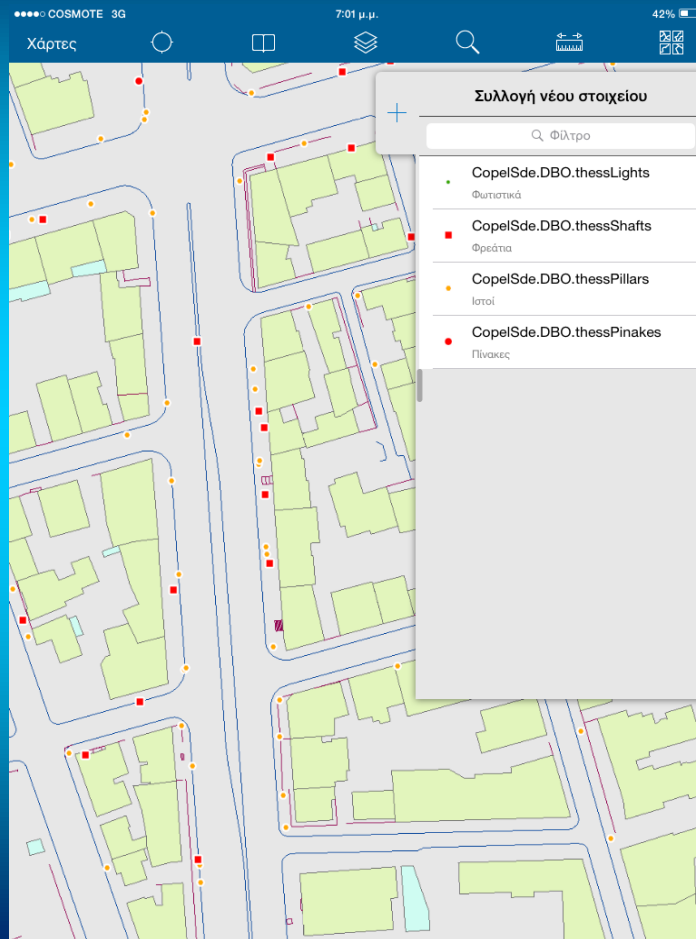 COSMOTE 3G
7:01 μ.μ.
42%
Χάρτες
Συλλογή νέου στοιχείου
Φίλτρο
CopelSde.DBO.thessLights
Φωτιστικά
CopelSde.DBO.thessShafts
Φρεάτια
CopelSde.DBO.thessPillars
Ιστοί
CopelSde.DBO.thessPinakes
Πίνακες